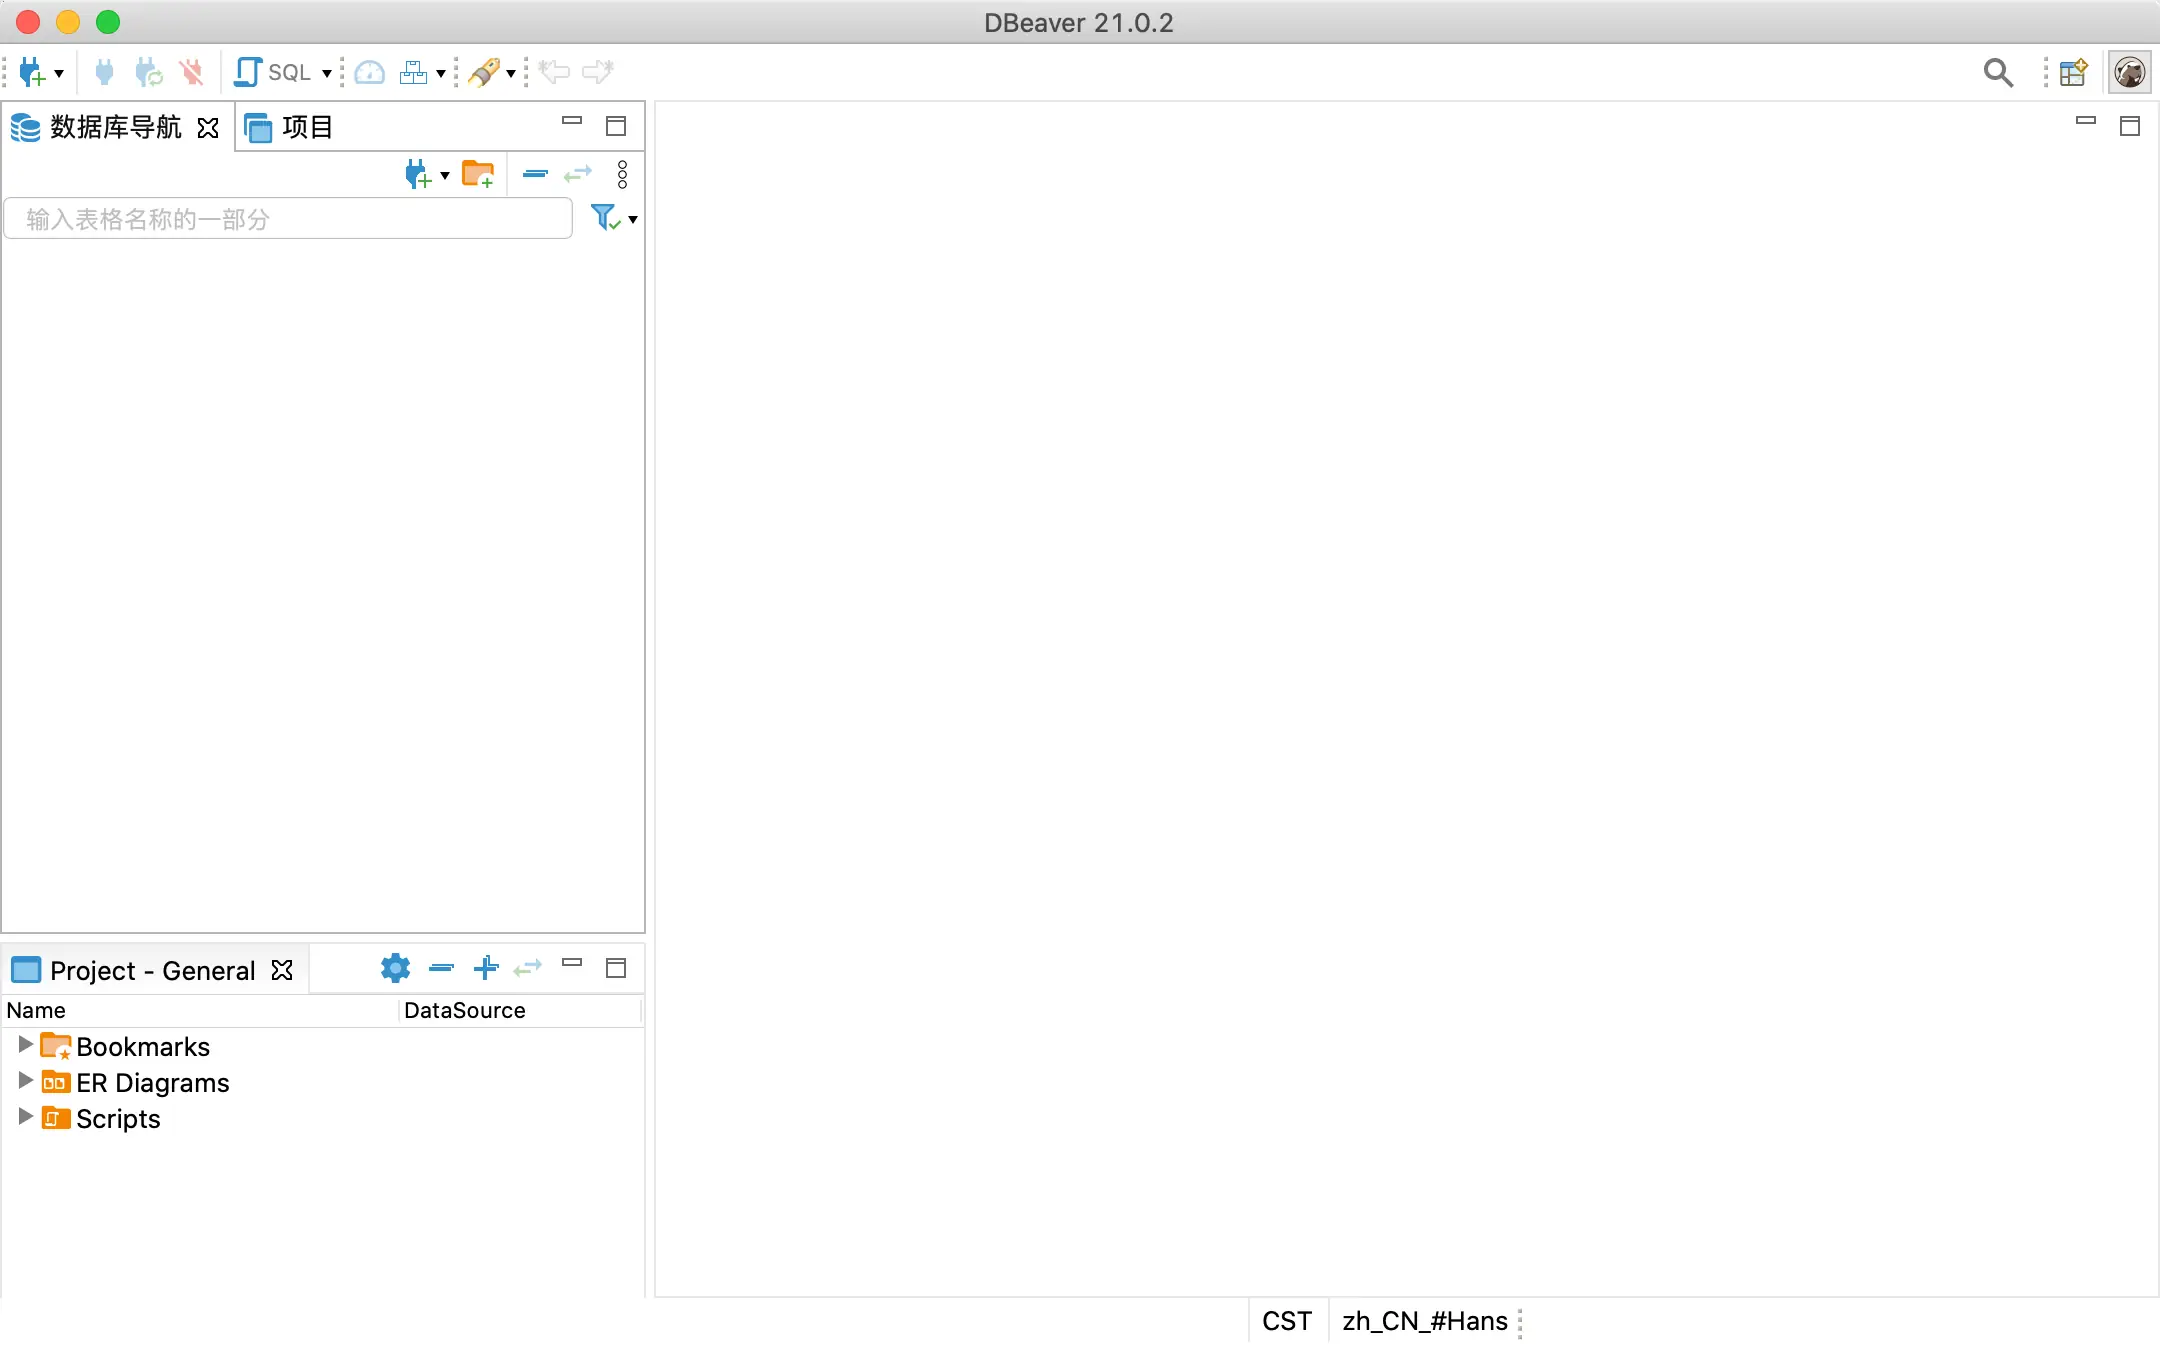 DBeaver 21.0.2
SQL
数据库导航 项目
输入表格名称的一部分
Project - General
Name DataSource
Bookmarks
ER Diagrams
Scripts
CST zh_CN_#Hans